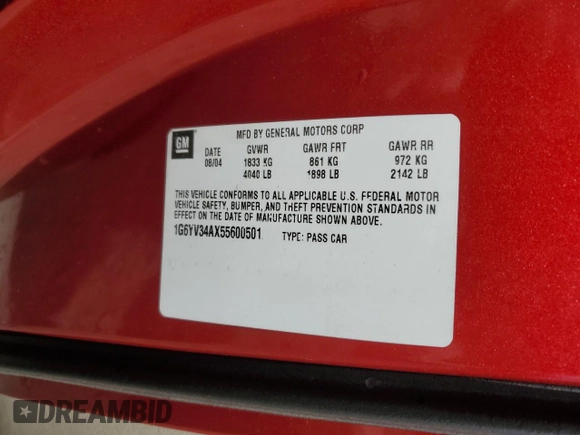 GM
MFD BY GENERAL MOTORS CORP
DATE GVWR GAWR FRT GAWR RR
08/04 1833 KG 861 KG 972 KG
4040 LB 1898 LB 2142 LB
THIS VEHICLE CONFORMS TO ALL APPLICABLE U.S. FEDERAL MOTOR
VEHICLE SAFETY, BUMPER, AND THEFT PREVENTION STANDARDS IN
EFFECT ON THE DATE OF MANUFACTURE SHOWN ABOVE.
1G6YV34AX55600501 TYPE: PASS CAR
DREAMBID